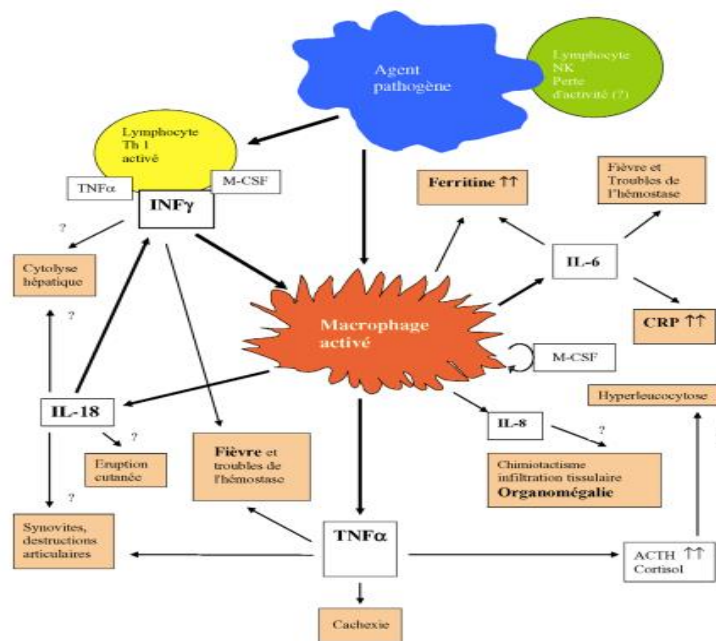 Agent
pathogène
Lymphocyte
NK
Perte
d'activité (?)
Lymphocyte
Th 1
activé
TNFα
M-CSF
INFγ
Ferritine ↑↑
Fièvre et
Troubles de
l'hémostase
?
Cytolyse
hépatique
IL-6
?
Macrophage
activé
CRP ↑↑
M-CSF
IL-18
Hyperleucocytose
?
IL-8
?
Eruption
cutanée
Fièvre et
troubles de
l'hémostase
Chimiotactisme
infiltration tissulaire
Organomégalie
?
Synovites,
destructions
articulaires
TNFα
ACTH ↑↑
Cortisol
Cachexie